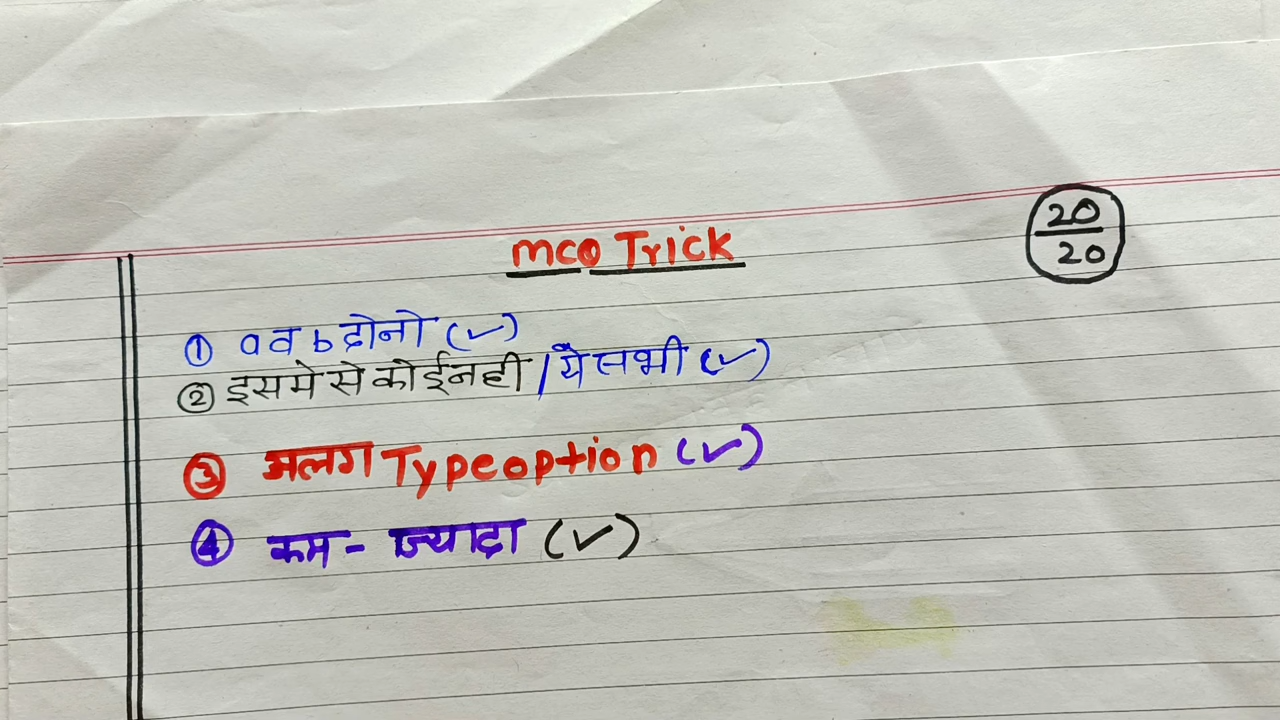 MCQ Trick
20
20
① a व b दोनो (✓)
② इसमे से कोई नही / ये सभी (✓)
③ अलग Type option (✓)
④ कम - ज्यादा (✓)